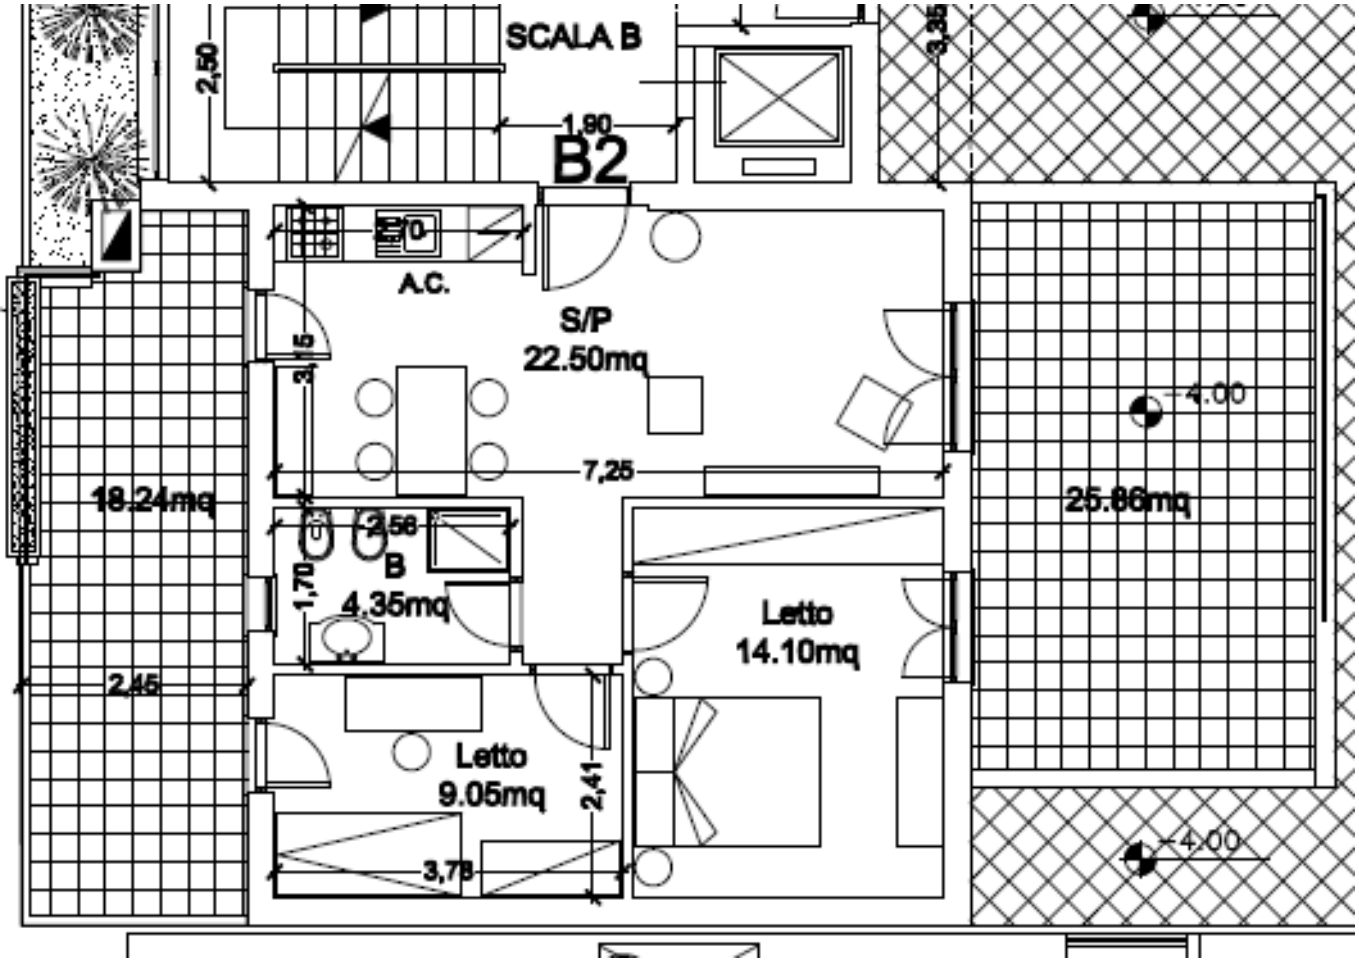 SCALA B
2,50
3,35
1,90
B2
A.C.
S/P
22.50mq
3,15
-4.00
7,25
18.24mq
25.86mq
2,56
B
1,70
4.35mq
Letto
14.10mq
2,45
Letto
9.05mq
2,41
-4.00
3,78